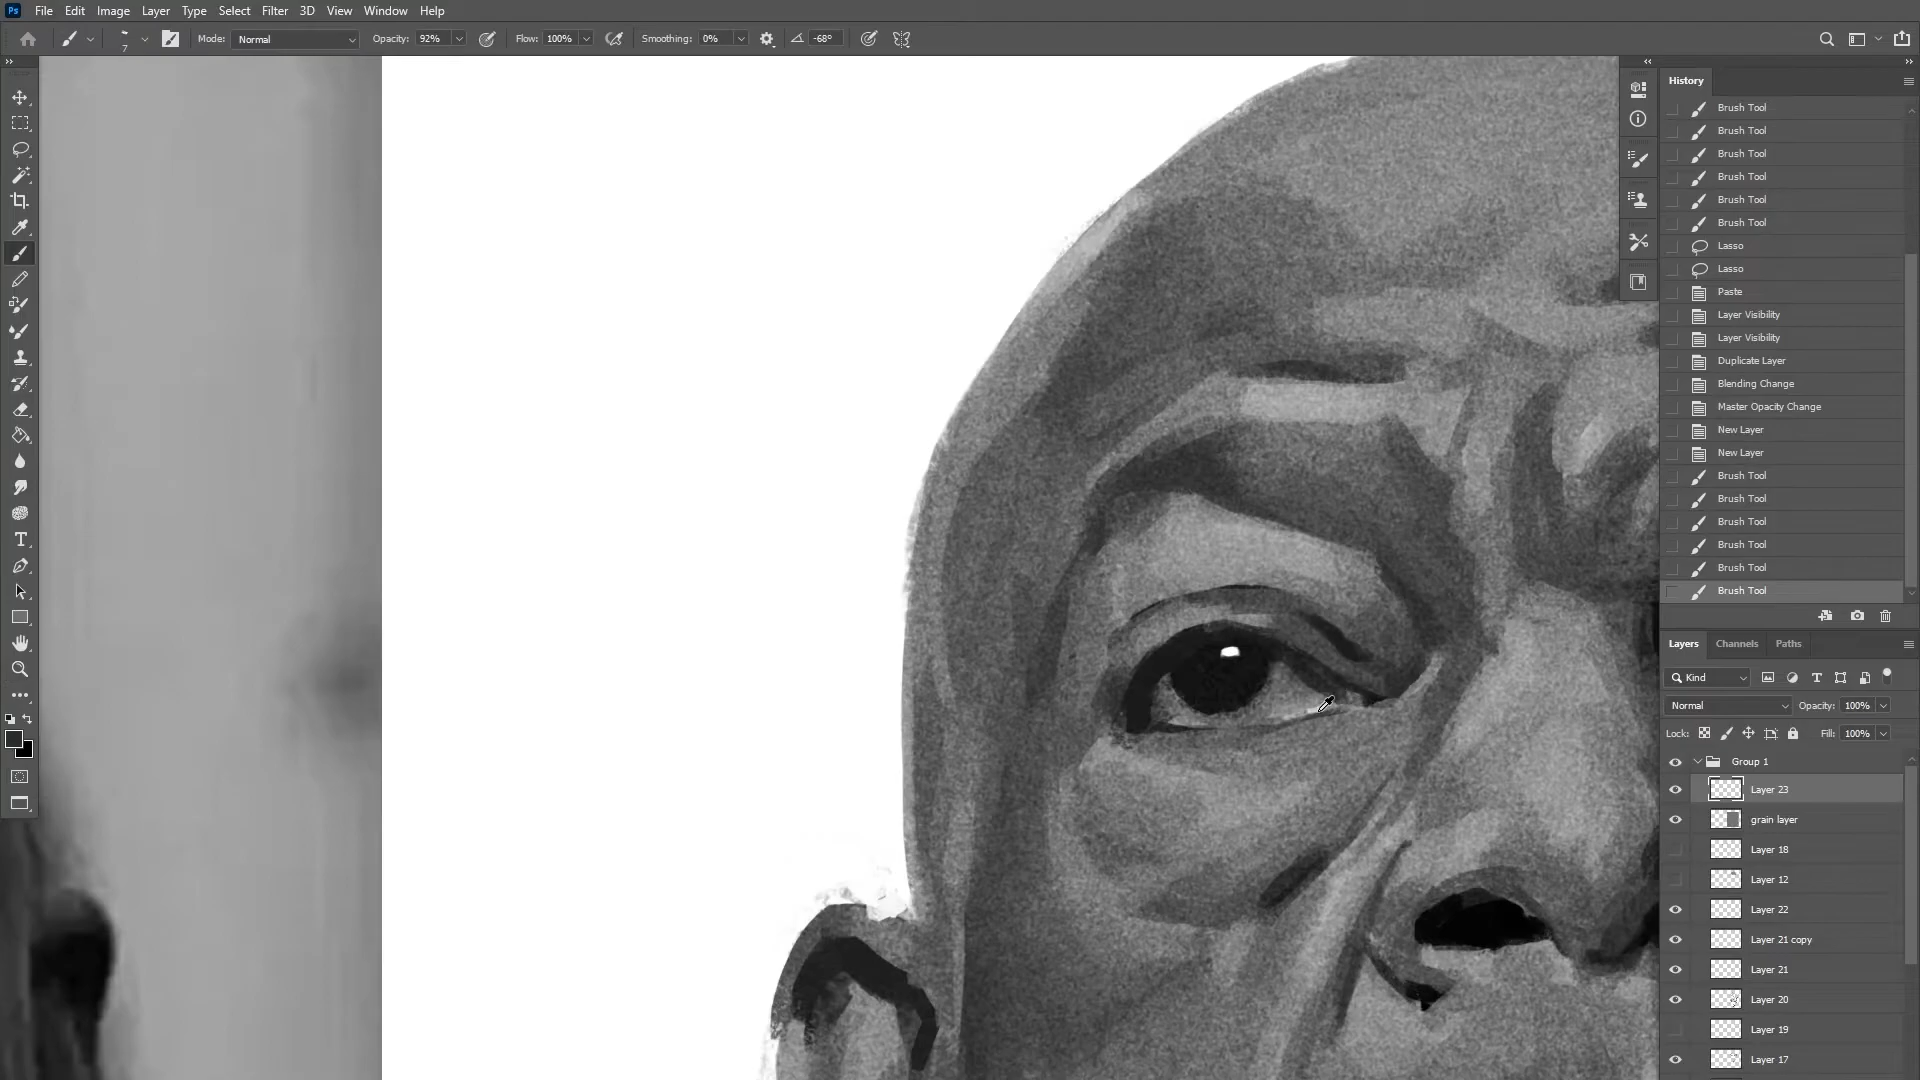 Ps File Edit Image Layer Type Select Filter 3D View Window Help
7 Mode: Normal Opacity: 92% Flow: 100% Smoothing: 0% -68°
History
Brush Tool
Brush Tool
Brush Tool
Brush Tool
Brush Tool
Brush Tool
Lasso
Lasso
Paste
Layer Visibility
Layer Visibility
Duplicate Layer
Blending Change
Master Opacity Change
New Layer
New Layer
Brush Tool
Brush Tool
Brush Tool
Brush Tool
Brush Tool
Brush Tool
Layers Channels Paths
Kind
Normal Opacity: 100%
Lock: Fill: 100%
Group 1
Layer 23
grain layer
Layer 18
Layer 12
Layer 22
Layer 21 copy
Layer 21
Layer 20
Layer 19
Layer 17